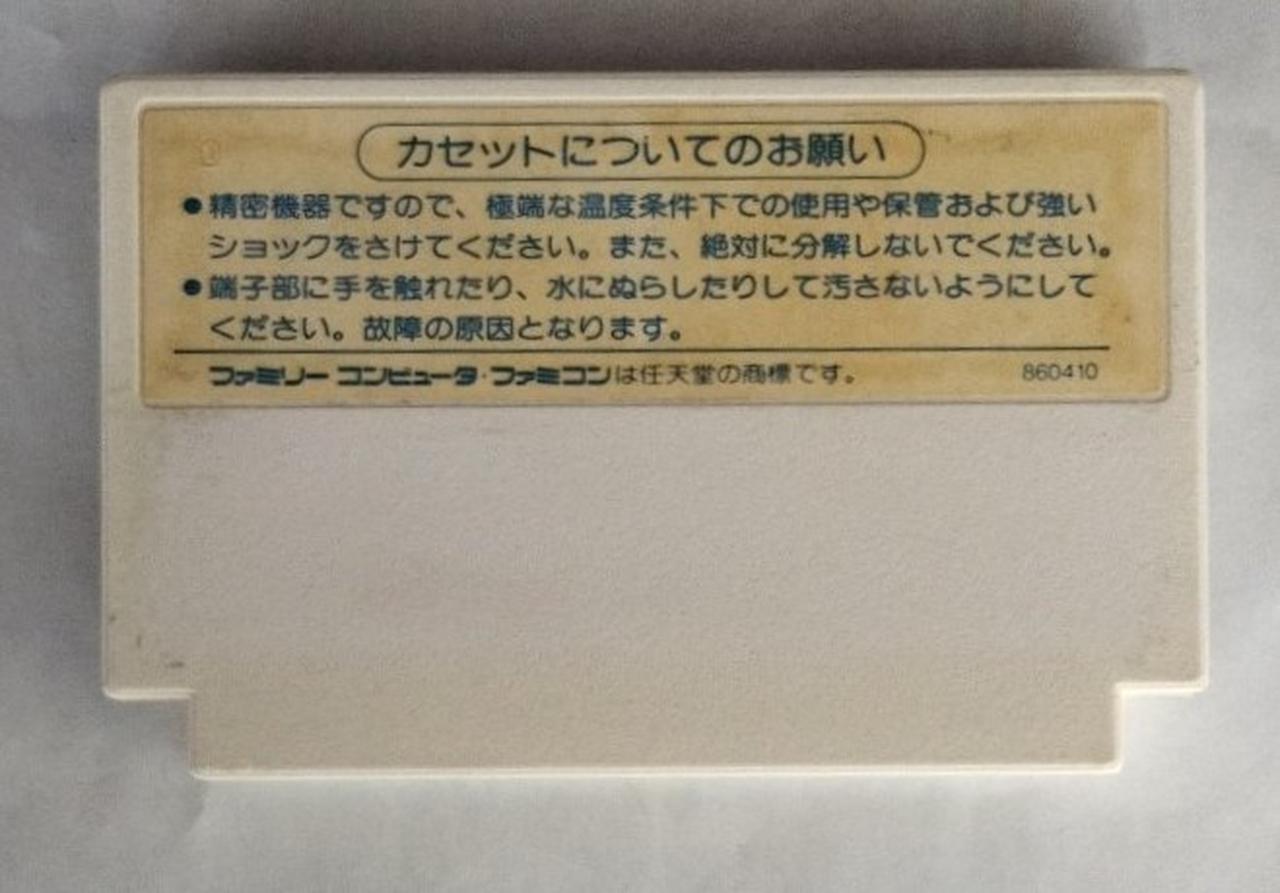 カセットについてのお願い
●精密機器ですので、極端な温度条件下での使用や保管および強い
ショックをさけてください。また、絶対に分解しないでください。
●端子部に手を触れたり、水にぬらしたりして汚さないようにして
ください。故障の原因となります。
ファミリー コンピュータ・ファミコンは任天堂の商標です。 860410